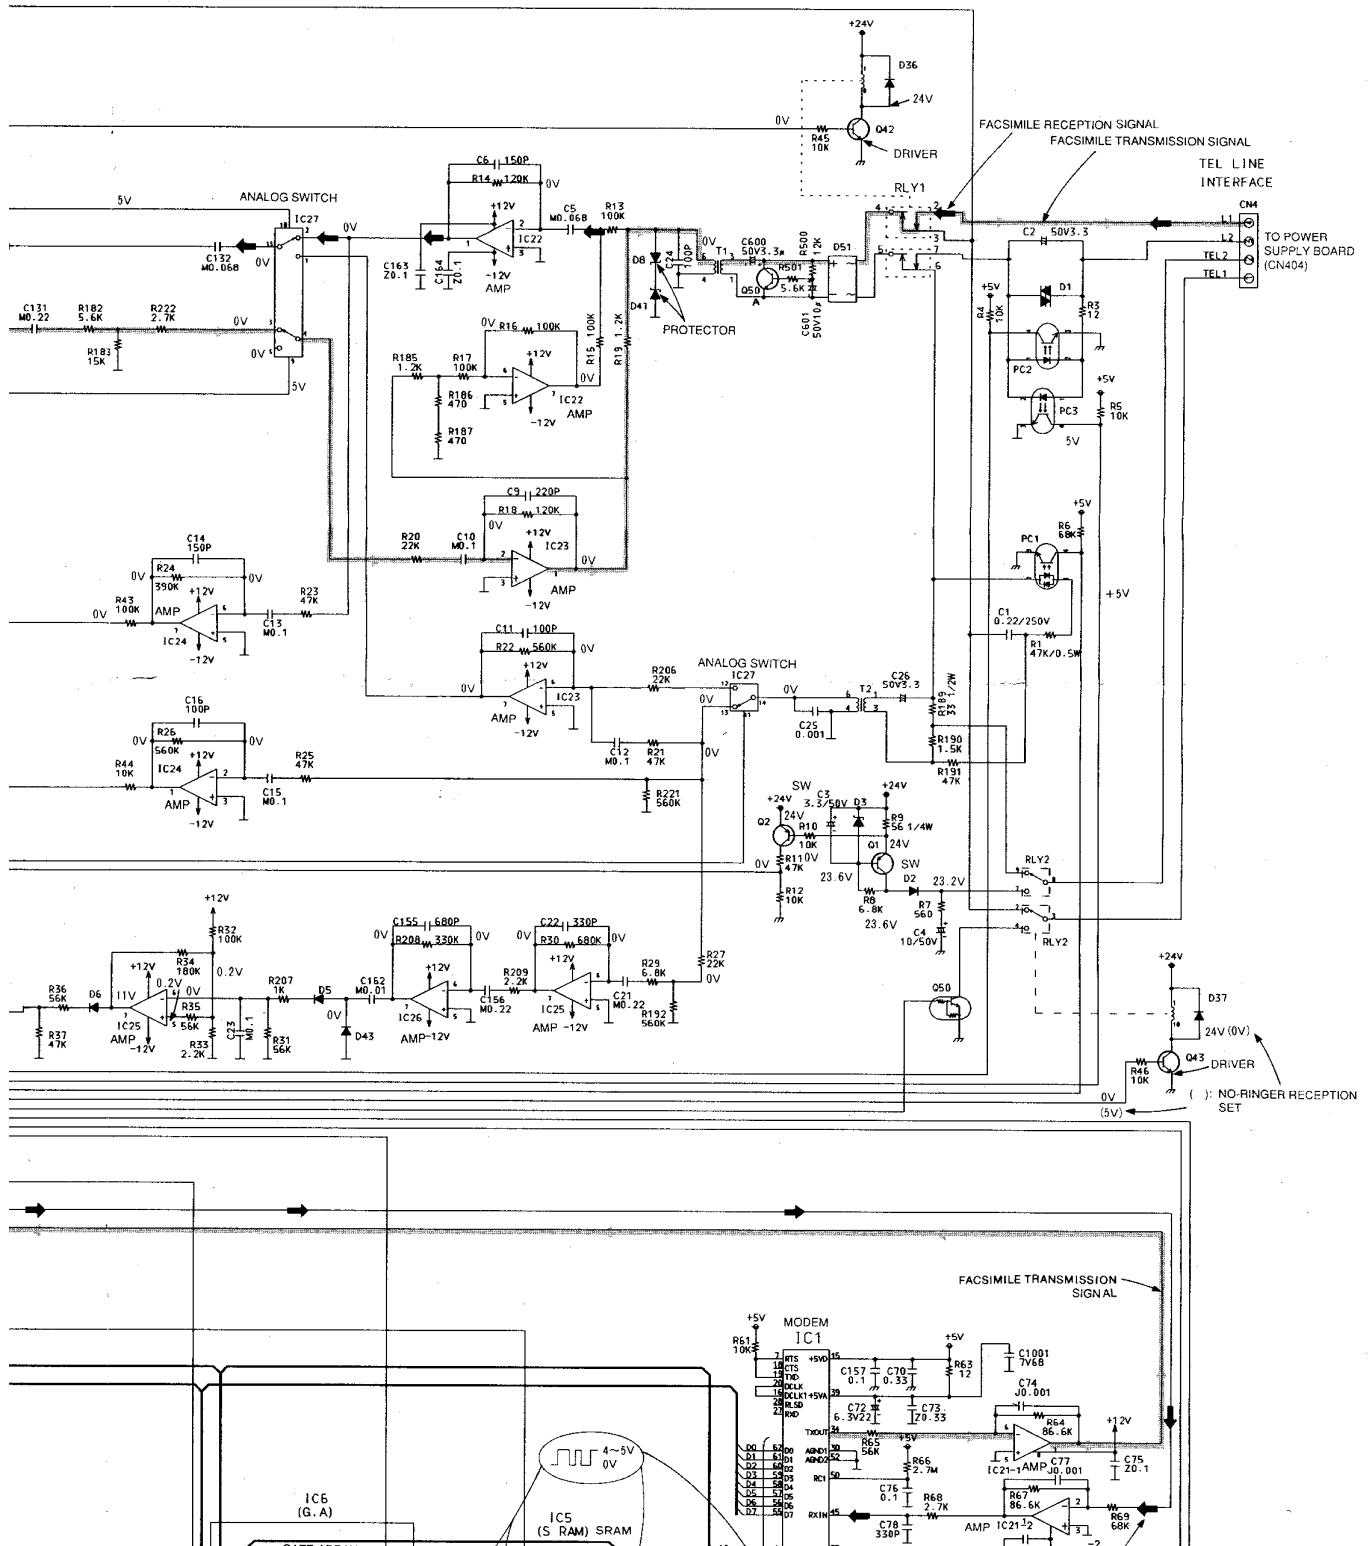 +24V
D36
24V
0V
R45
10K
Q42
DRIVER
FACSIMILE RECEPTION SIGNAL
FACSIMILE TRANSMISSION SIGNAL
TEL LINE
INTERFACE
RLY1
CN4
L1
L2
TEL2
TEL1
TO POWER
SUPPLY BOARD
(CN404)
5V
ANALOG SWITCH
IC27
0V
C132
M0.068
0V
C6 150P
R14 120K
0V
+12V
IC22
-12V
AMP
C163
Z0.1
C164
Z0.1
C5
M0.068
R13
100K
D8
D41
PROTECTOR
C24
100P
0V
T1
C600
50V3.3µ
R500
12K
Q50
A
R501
5.6K
C601
50V10µ
D51
C2 50V3.3
D1
R3
12
+5V
R4
10K
PC2
PC3
+5V
R5
10K
5V
C131
M0.22
R182
5.6K
R222
2.7K
R183
15K
0V
0V
5V
R185
1.2K
R17
100K
R186
470
R187
470
0V
R16 100K
+12V
IC22
AMP
-12V
0V
R15 100K
R19 1.2K
C9 220P
R18 120K
0V
R20
22K
C10
M0.1
+12V
IC23
AMP
-12V
0V
+5V
R6
68K
PC1
+5V
C1
0.22/250V
R1
47K/0.5W
C14
150P
R24
390K
0V
0V
R43
100K
0V
AMP
+12V
IC24
-12V
C13
M0.1
R23
47K
C11 100P
R22 560K
0V
+12V
0V
IC23
AMP
-12V
R206
22K
C12
M0.1
R21
47K
ANALOG SWITCH
IC27
0V
0V
C25
0.001
T2
C26
50V3.3
R189
33 1/2W
R190
1.5K
R191
47K
C16
100P
R26
560K
0V
0V
R44
10K
IC24
+12V
AMP
-12V
C15
M0.1
R25
47K
R221
560K
SW
+24V
24V
Q2
R10
10K
R11
47K
0V
0V
R12
10K
C3
3.3/50V
D3
+24V
R9
56 1/4W
24V
Q1
SW
23.6V
R8
6.8K
23.6V
D2
23.2V
R7
560
C4
10/50V
RLY2
RLY2
Q50
+24V
D37
24V (0V)
Q43
DRIVER
R46
10K
0V
(5V)
( ): NO-RINGER RECEPTION
SET
+12V
R32
100K
R34
180K
0.2V
R36
56K
R37
47K
D6
11V
+12V
IC25
AMP
-12V
0.2V
0V
R35
56K
R33
2.2K
C23
M0.1
R31
56K
R207
1K
D5
0V
D43
C162
M0.01
C155 680P
R208 330K
0V
0V
+12V
IC26
AMP-12V
C156
M0.22
R209
2.2K
C22 330P
R30 680K
0V
0V
+12V
IC25
AMP -12V
C21
M0.22
R29
6.8K
R27
22K
0V
R192
560K
FACSIMILE TRANSMISSION
SIGNAL
MODEM
IC1
+5V
R61
10K
RTS
CTS
TXD
DCLK
DCLK1
RLSD
RXD
+5VD
+5VA
TXOUT
AGND1
AGND2
RC1
RXIN
D0
D1
D2
D3
D4
D5
D6
D7
C157
0.1
C70
0.33
+5V
R63
12
C1001
7V68
C72
6.3V22
C73
Z0.33
R65
56K
+5V
R66
2.7M
C76
0.1
C78
330P
R68
2.7K
C74
J0.001
R64
86.6K
IC21-1
AMP
+12V
C75
Z0.1
C77
J0.001
R67
86.6K
AMP IC21-2
R69
68K
4~5V
0V
IC6
(G.A)
IC5
(S RAM) SRAM